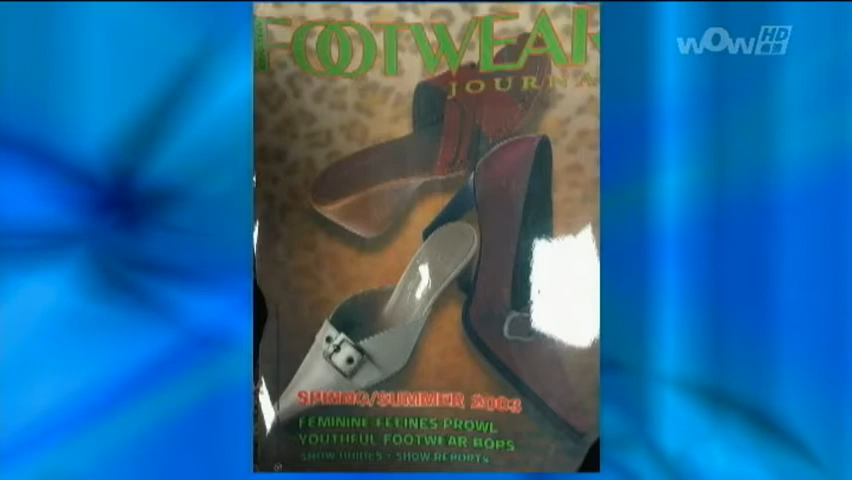 FOOTWEAR
JOURNA
wow HD
SPRING/SUMMER 2003
FEMININE FELINES PROWL
YOUTHFUL FOOTWEAR BOPS
SHOW GUIDES • SHOW REPORTS